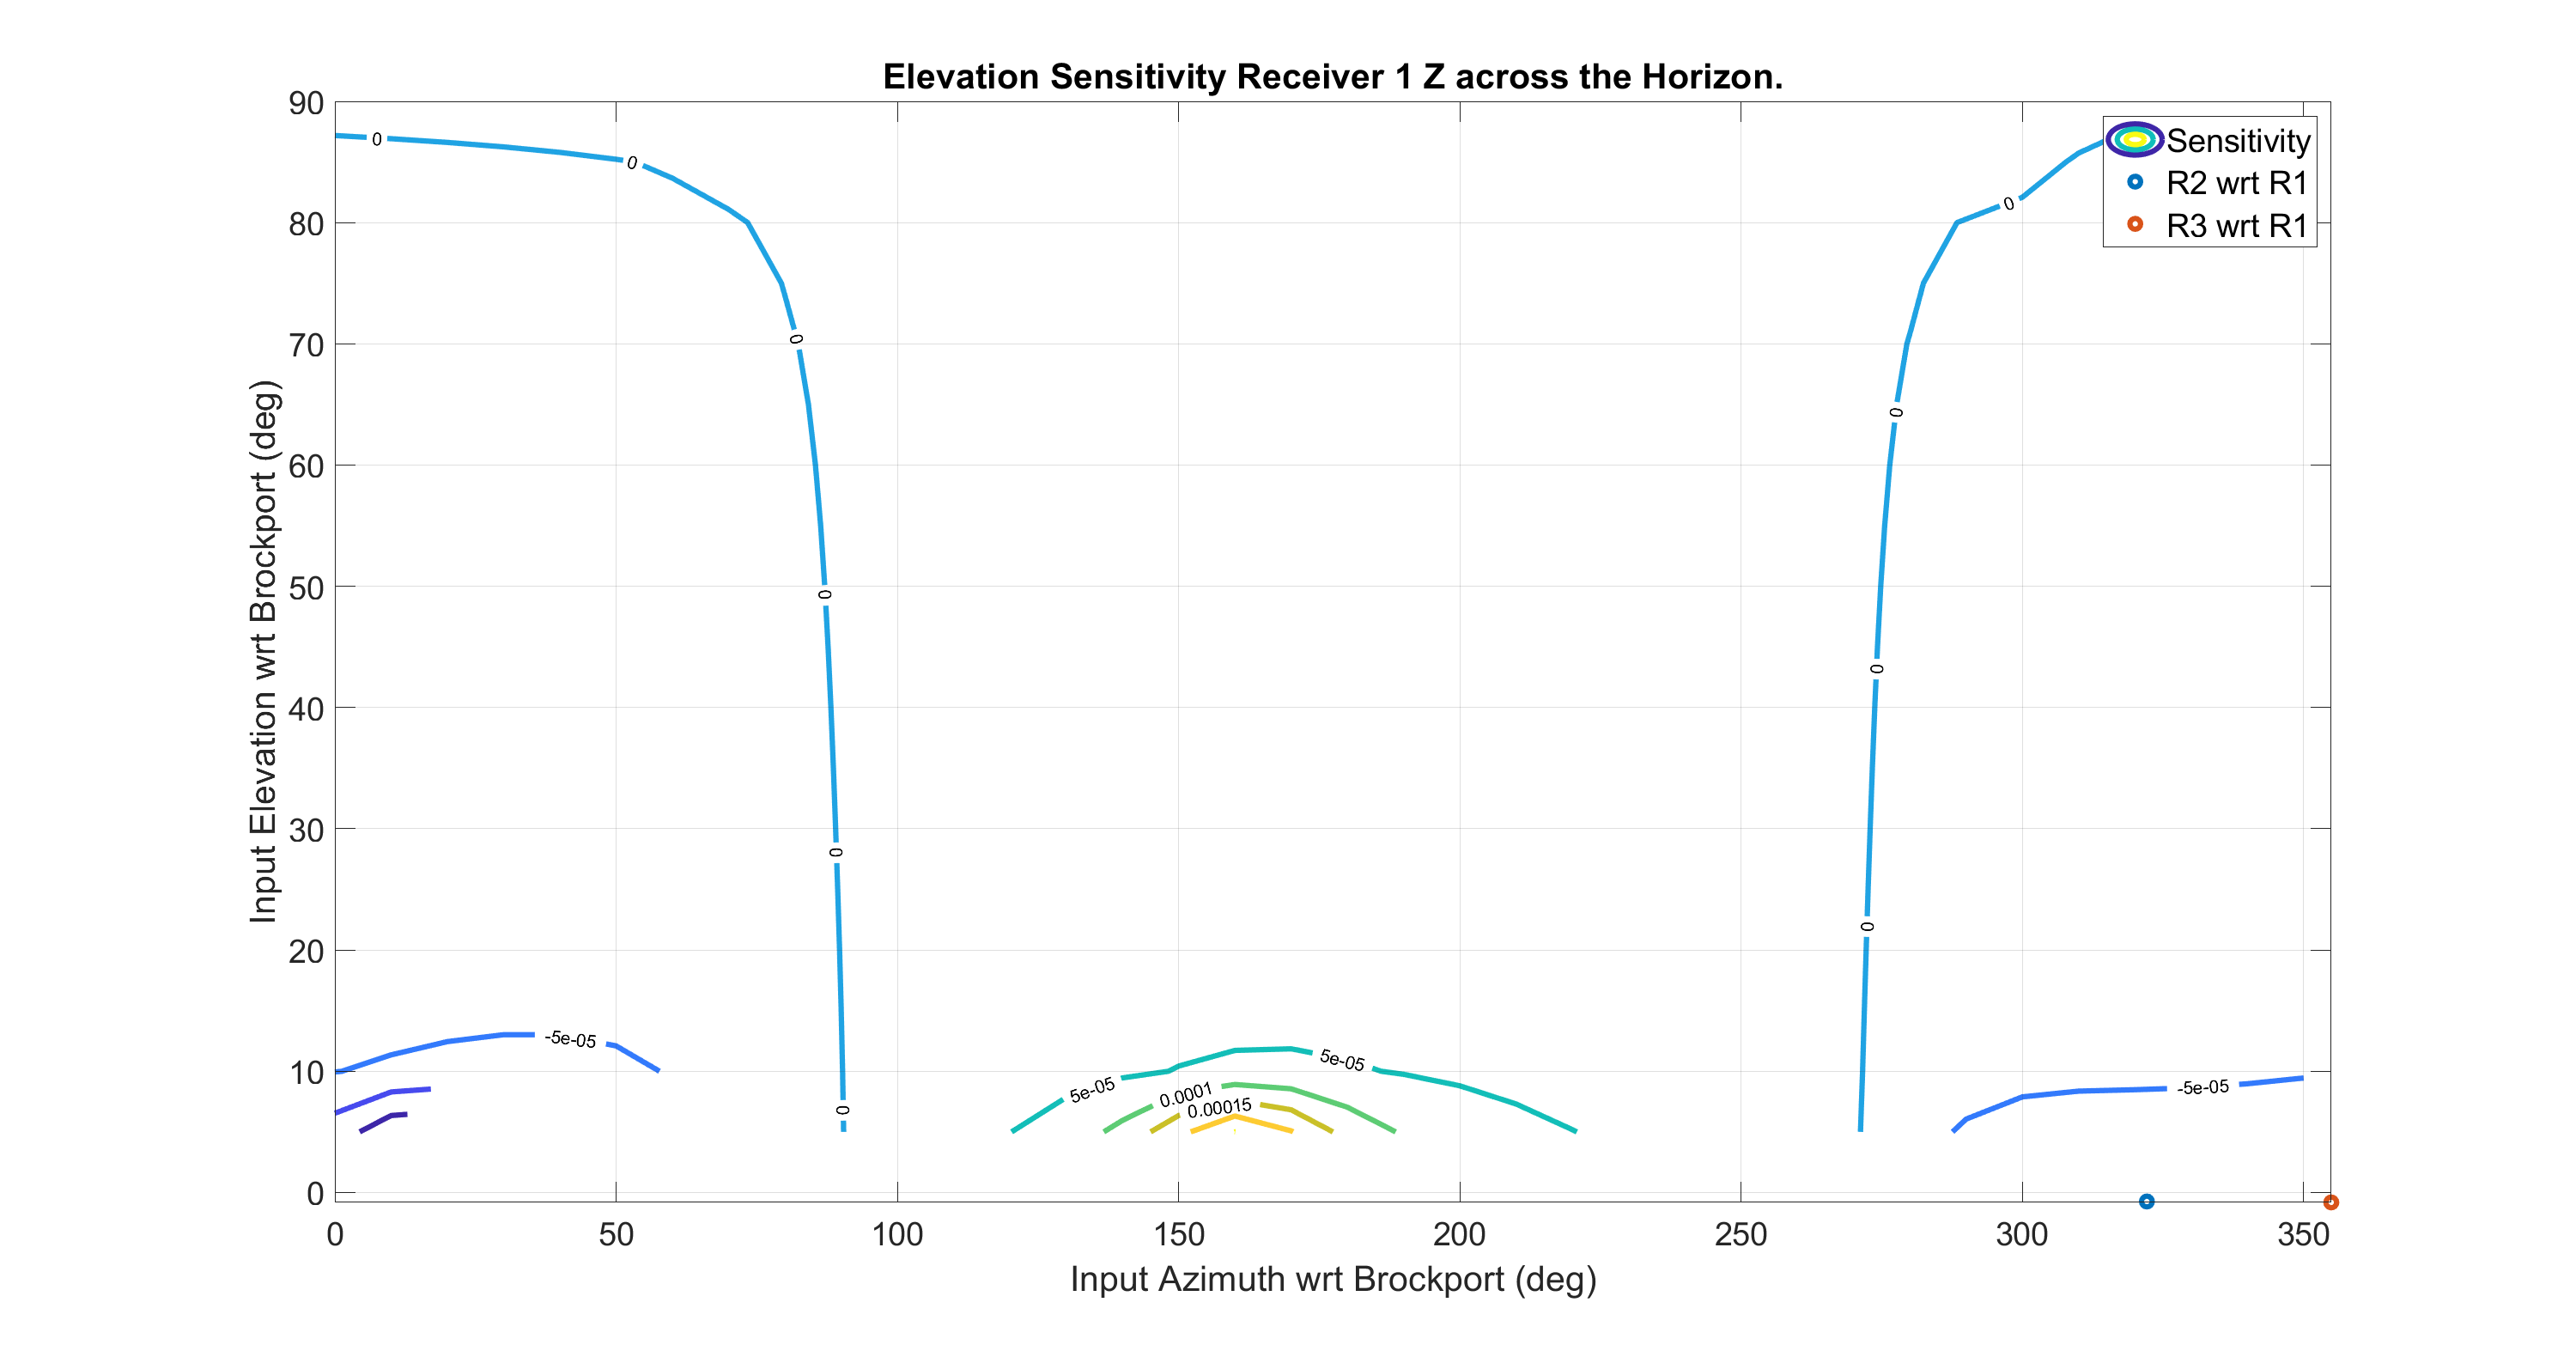 Elevation Sensitivity Receiver 1 Z across the Horizon.
90
80
70
60
50
40
30
20
10
0
Input Elevation wrt Brockport (deg)
0
0
0
0
0
0
0
0
0
0
0
-5e-05
5e-05
5e-05
0.0001
0.00015
-5e-05
Sensitivity
R2 wrt R1
R3 wrt R1
0 50 100 150 200 250 300 350
Input Azimuth wrt Brockport (deg)